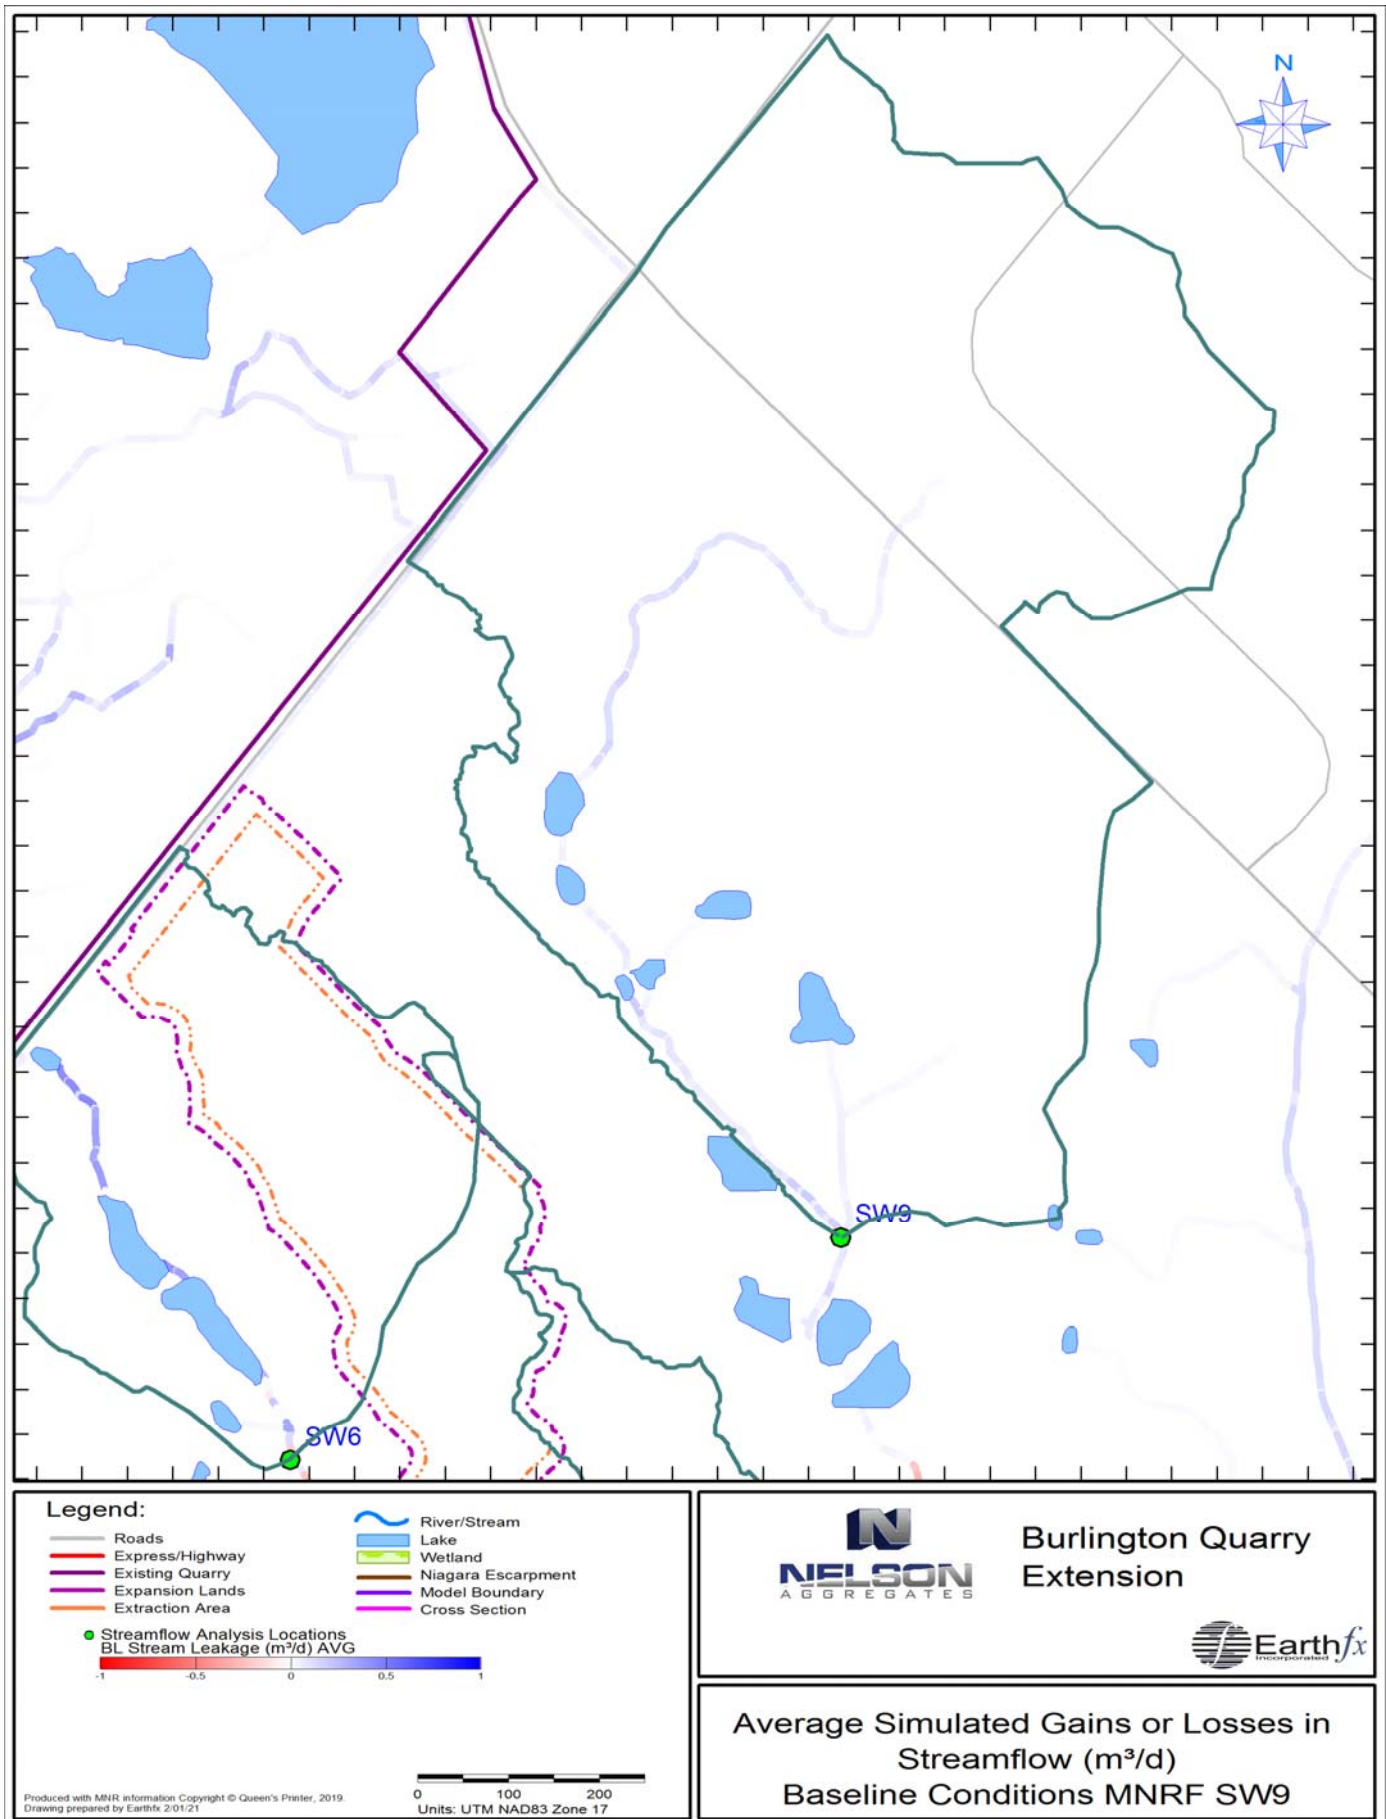 N
SW9
SW6
Legend:
Roads
Express/Highway
Existing Quarry
Expansion Lands
Extraction Area
River/Stream
Lake
Wetland
Niagara Escarpment
Model Boundary
Cross Section
Streamflow Analysis Locations
BL Stream Leakage (m³/d) AVG
-1 -0.5 0 0.5 1
Produced with MNR information Copyright © Queen's Printer, 2019.
Drawing prepared by Earthfx 2/01/21
0 100 200
Units: UTM NAD83 Zone 17
N
NELSON
AGGREGATES
Burlington Quarry
Extension
Earthfx
Incorporated
Average Simulated Gains or Losses in
Streamflow (m³/d)
Baseline Conditions MNRF SW9